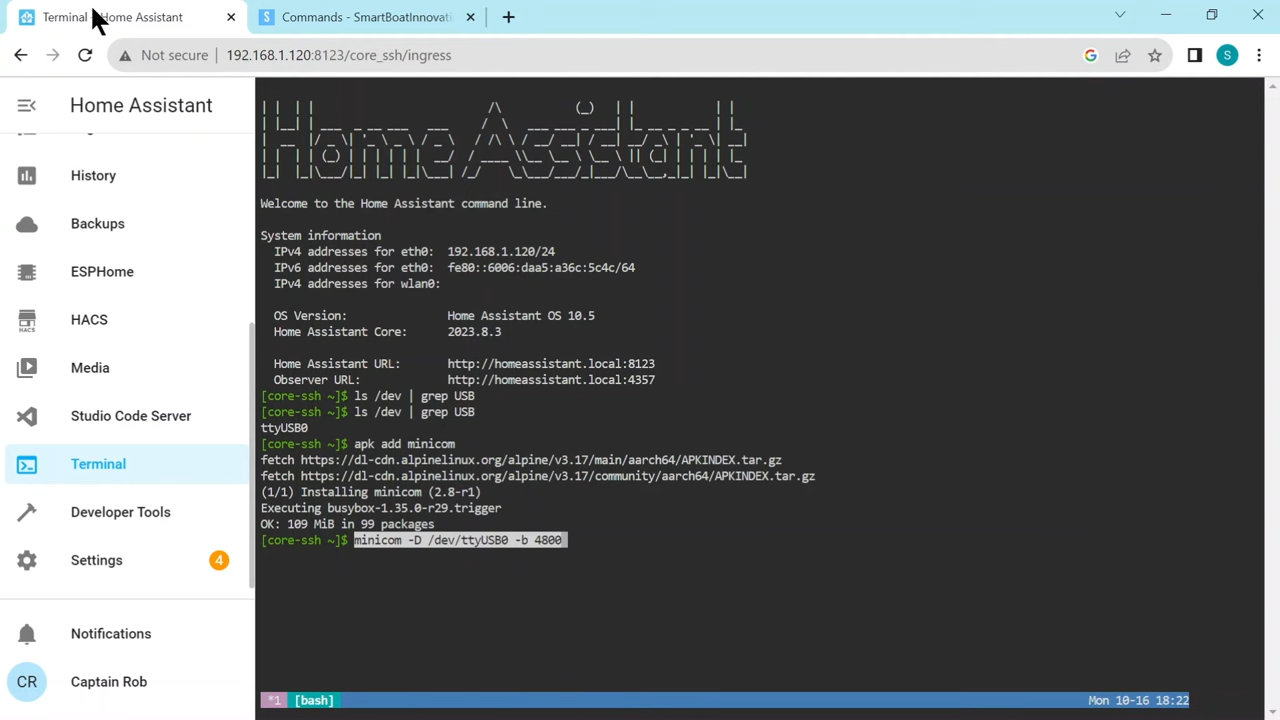 Terminal - Home Assistant
Commands - SmartBoatInnovati
Not secure
192.168.1.120:8123/core_ssh/ingress
S
Home Assistant
History
Backups
ESPHome
HACS
HACS
Media
Studio Code Server
Terminal
Developer Tools
Settings
4
Notifications
CR
Captain Rob
Home Assistant
Welcome to the Home Assistant command line.
System information
IPv4 addresses for eth0: 192.168.1.120/24
IPv6 addresses for eth0: fe80::6006:daa5:a36c:5c4c/64
IPv4 addresses for wlan0:
OS Version: Home Assistant OS 10.5
Home Assistant Core: 2023.8.3
Home Assistant URL: http://homeassistant.local:8123
Observer URL: http://homeassistant.local:4357
[core-ssh ~]$ ls /dev | grep USB
[core-ssh ~]$ ls /dev | grep USB
ttyUSB0
[core-ssh ~]$ apk add minicom
fetch https://dl-cdn.alpinelinux.org/alpine/v3.17/main/aarch64/APKINDEX.tar.gz
fetch https://dl-cdn.alpinelinux.org/alpine/v3.17/community/aarch64/APKINDEX.tar.gz
(1/1) Installing minicom (2.8-r1)
Executing busybox-1.35.0-r29.trigger
OK: 109 MiB in 99 packages
[core-ssh ~]$ minicom -D /dev/ttyUSB0 -b 4800
*1 [bash]
Mon 10-16 18:22